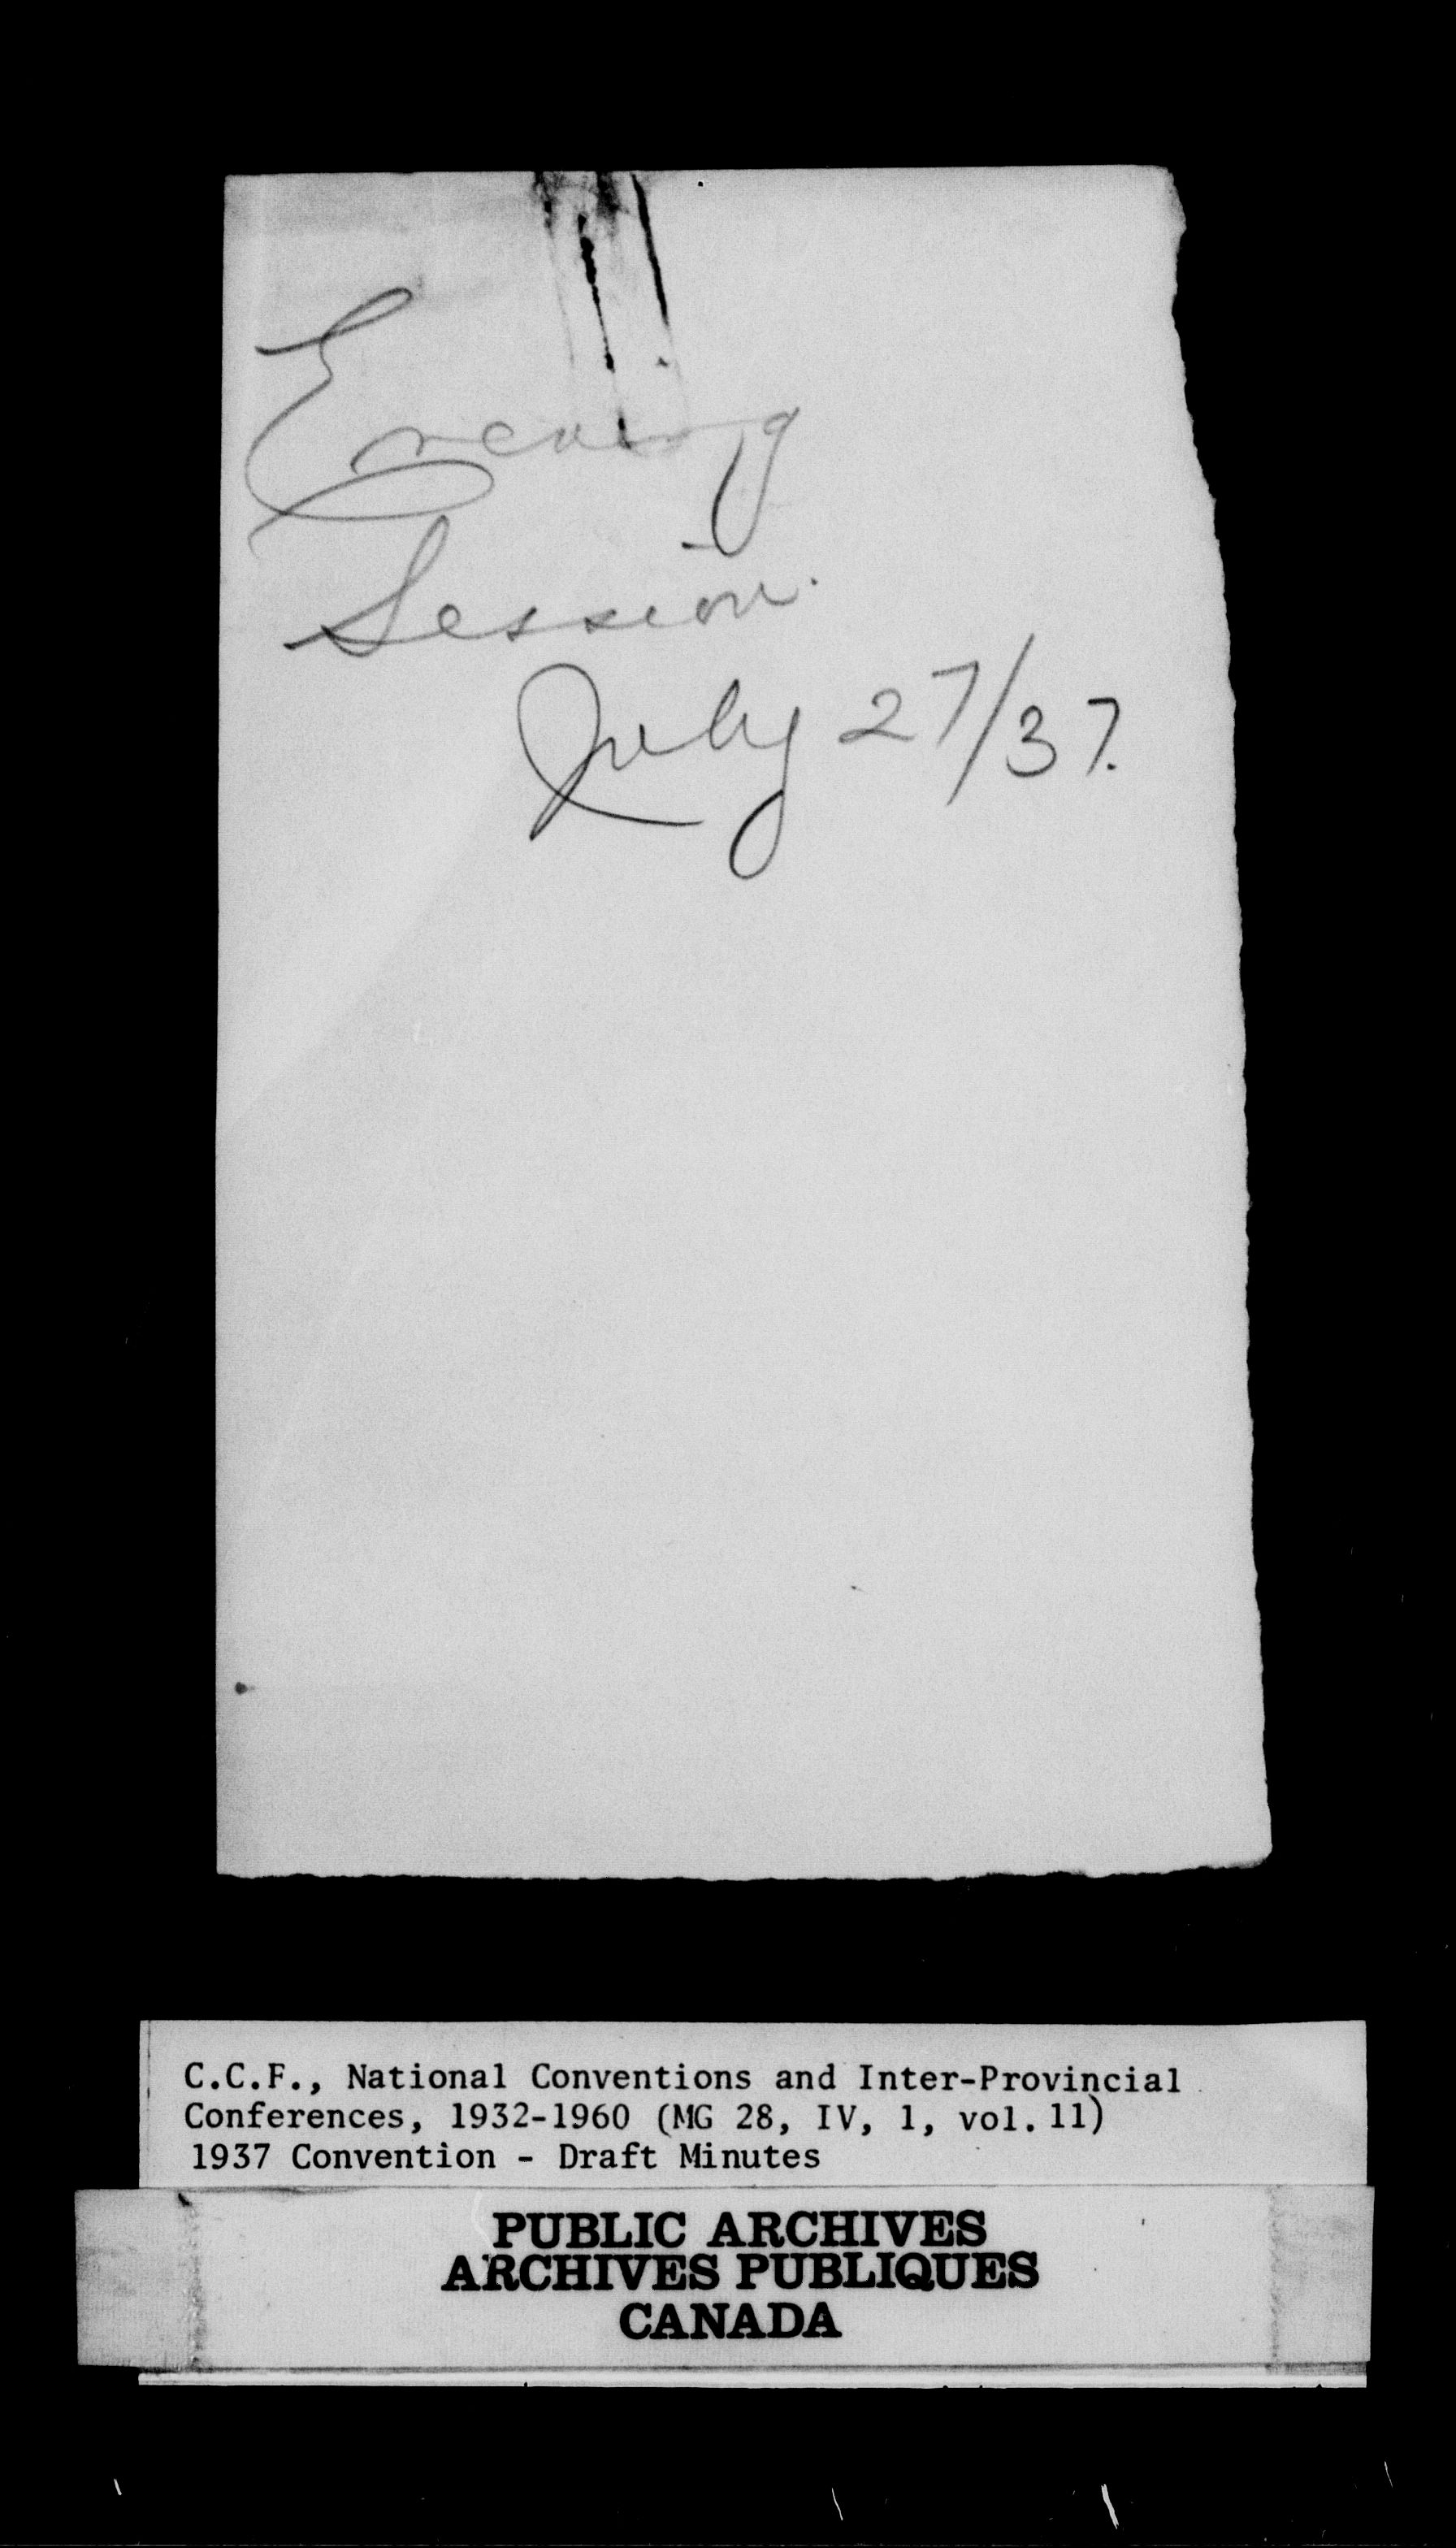 Evening
Session.
July 27/37.
C.C.F., National Conventions and Inter-Provincial
Conferences, 1932-1960 (MG 28, IV, 1, vol. 11)
1937 Convention - Draft Minutes
PUBLIC ARCHIVES
ARCHIVES PUBLIQUES
CANADA